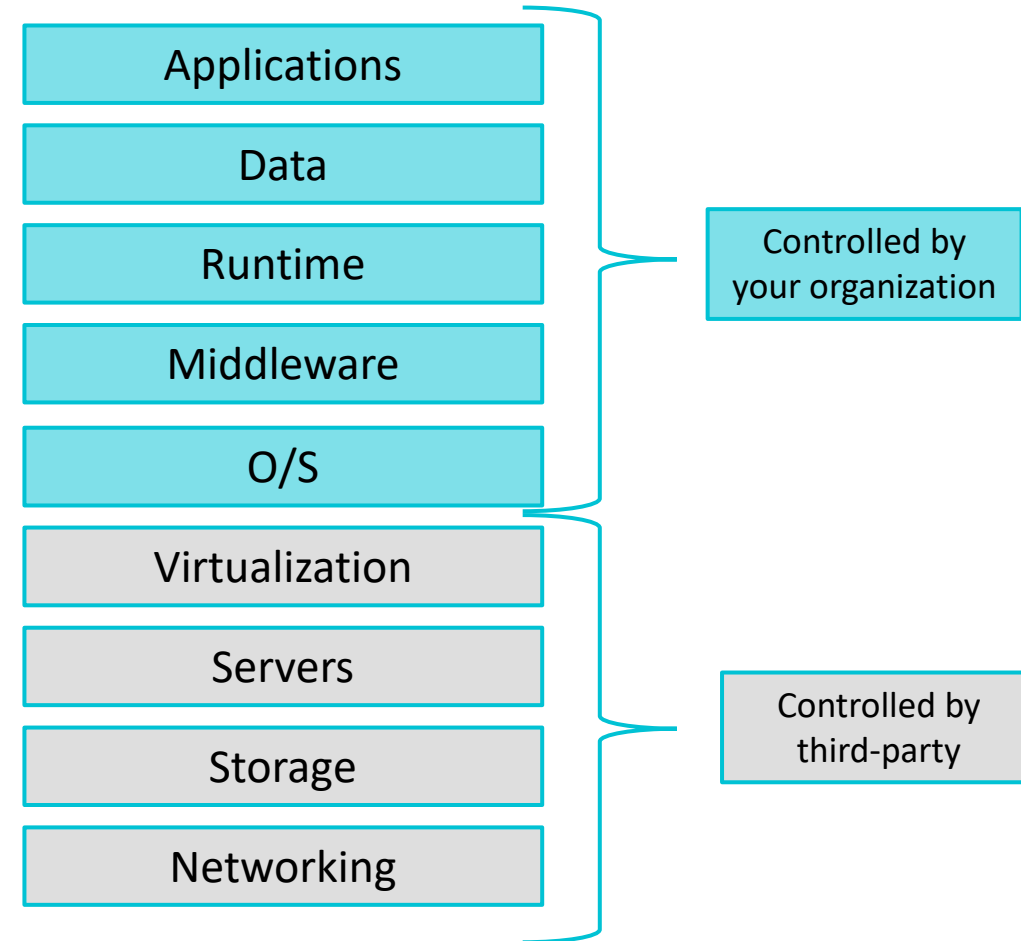 Applications
Data
Runtime
Middleware
O/S
Virtualization
Servers
Storage
Networking
Controlled by
your organization
Controlled by
third-party